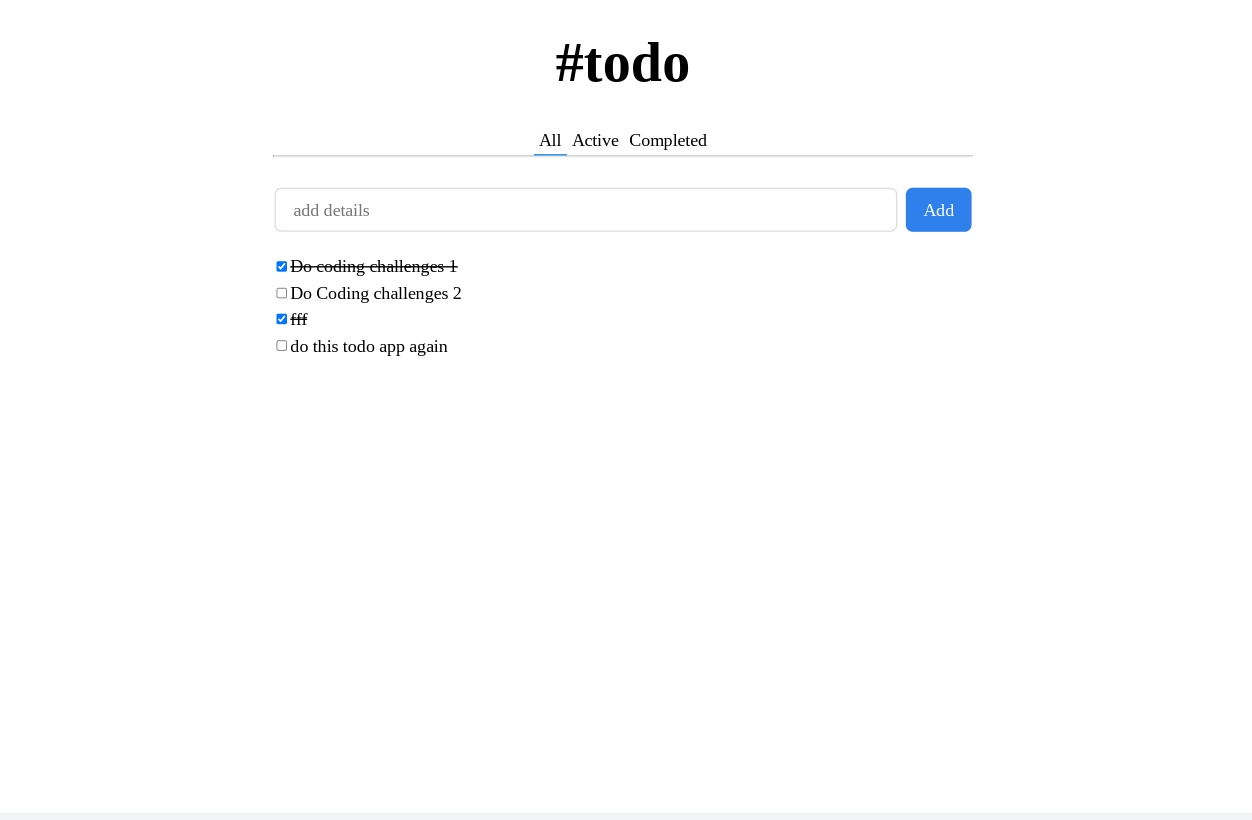 #todo
All Active Completed
add details Add
Do coding challenges 1
Do Coding challenges 2
fff
do this todo app again